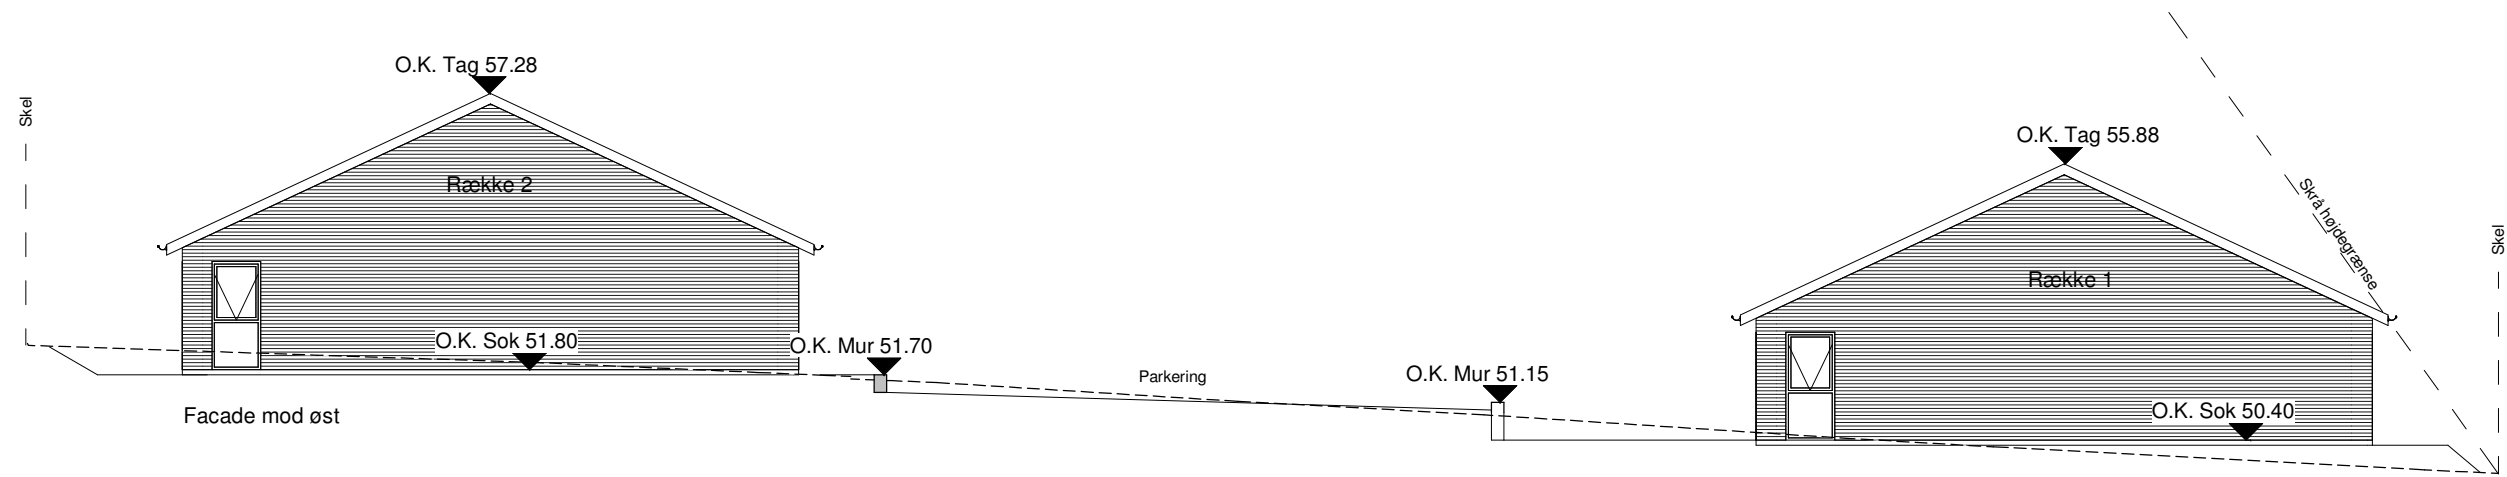 Skel
O.K. Tag 57.28
Række 2
O.K. Sok 51.80
O.K. Mur 51.70
Facade mod øst
Parkering
O.K. Mur 51.15
O.K. Tag 55.88
Række 1
O.K. Sok 50.40
Skrå højdegrænse
Skel